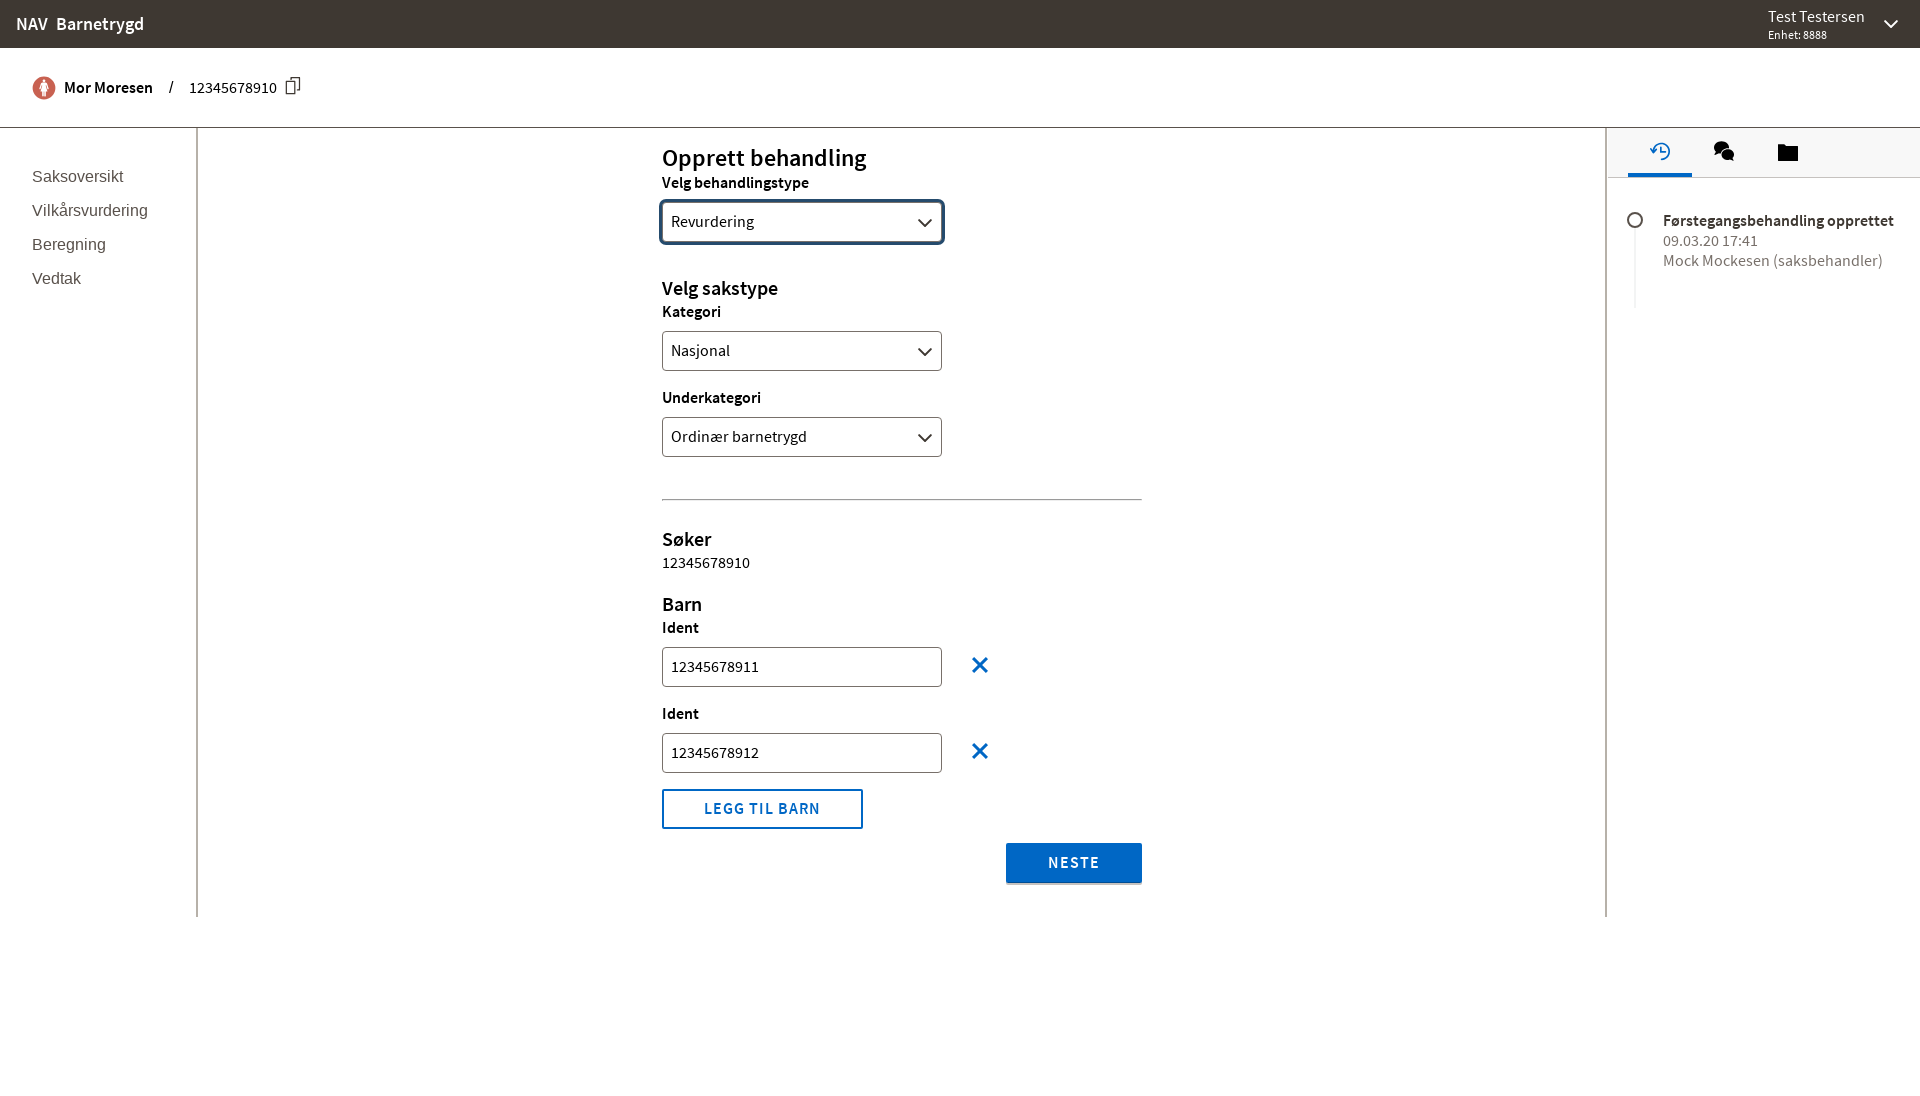 NAV Barnetrygd
Test Testersen
Enhet: 8888
Mor Moresen / 12345678910
Saksoversikt
Vilkårsvurdering
Beregning
Vedtak
Opprett behandling
Velg behandlingstype
Revurdering
Velg sakstype
Kategori
Nasjonal
Underkategori
Ordinær barnetrygd
Søker
12345678910
Barn
Ident
12345678911
Ident
12345678912
LEGG TIL BARN
NESTE
Førstegangsbehandling opprettet
09.03.20 17:41
Mock Mockesen (saksbehandler)